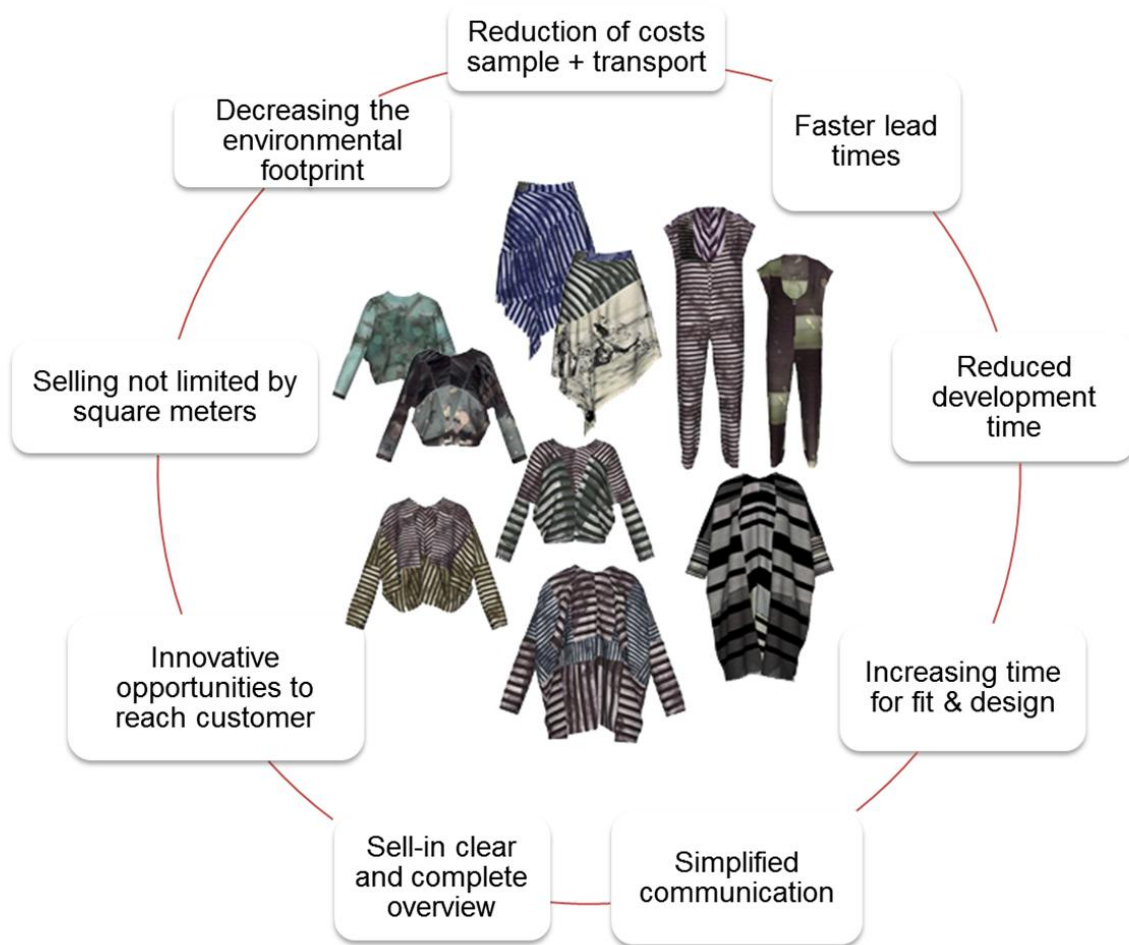 Reduction of costs
sample + transport
Faster lead
times
Reduced
development
time
Increasing time
for fit & design
Simplified
communication
Sell-in clear
and complete
overview
Innovative
opportunities to
reach customer
Selling not limited by
square meters
Decreasing the
environmental
footprint